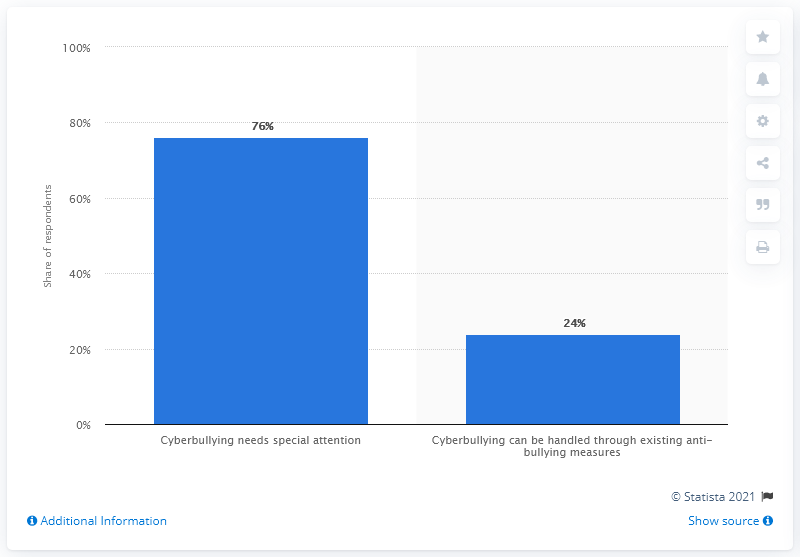 100%
80%
60%
40%
20%
0%
Share of respondents
76%
24%
Cyberbullying needs special attention
Cyberbullying can be handled through existing anti-
bullying measures
© Statista 2021
Additional Information
Show source